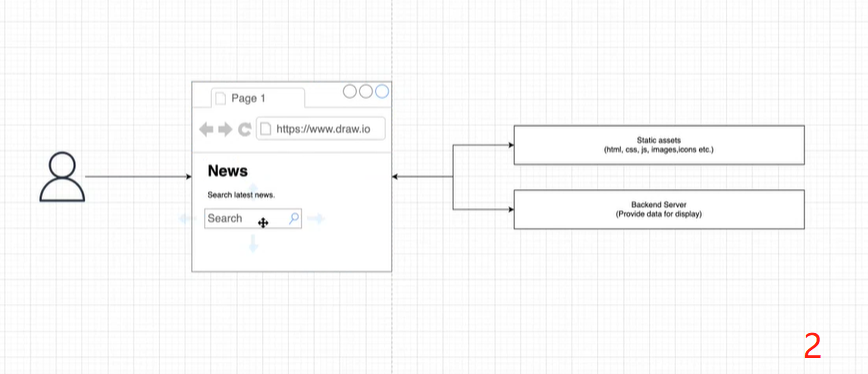 Page 1
https://www.draw.io
News
Search latest news.
Search
Static assets
(html, css, js, images,icons etc.)
Backend Server
(Provide data for display)
2